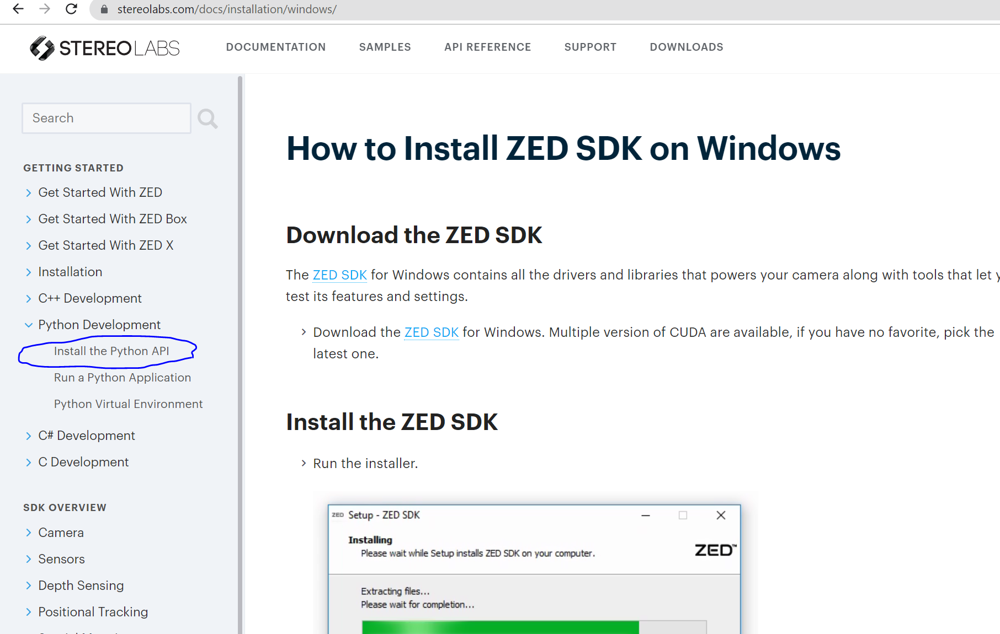 stereolabs.com/docs/installation/windows/
STEREOLABS
DOCUMENTATION
SAMPLES
API REFERENCE
SUPPORT
DOWNLOADS
Search
GETTING STARTED
Get Started With ZED
Get Started With ZED Box
Get Started With ZED X
Installation
C++ Development
Python Development
Install the Python API
Run a Python Application
Python Virtual Environment
C# Development
C Development
SDK OVERVIEW
Camera
Sensors
Depth Sensing
Positional Tracking
How to Install ZED SDK on Windows
Download the ZED SDK
The ZED SDK for Windows contains all the drivers and libraries that powers your camera along with tools that let
test its features and settings.
Download the ZED SDK for Windows. Multiple version of CUDA are available, if you have no favorite, pick the
latest one.
Install the ZED SDK
Run the installer.
ZED Setup - ZED SDK
Installing
Please wait while Setup installs ZED SDK on your computer.
ZED™
Extracting files...
Please wait for completion...